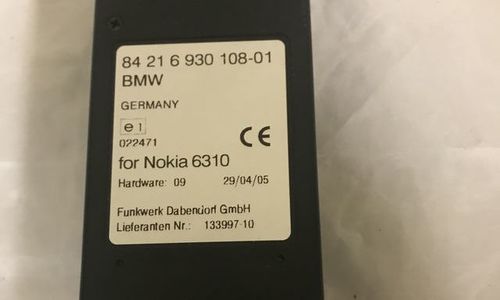 84 21 6 930 108-01
BMW
GERMANY
e1
022471
CE
for Nokia 6310
Hardware: 09 29/04/05
Funkwerk Dabendorf GmbH
Lieferanten Nr.: 133997-10